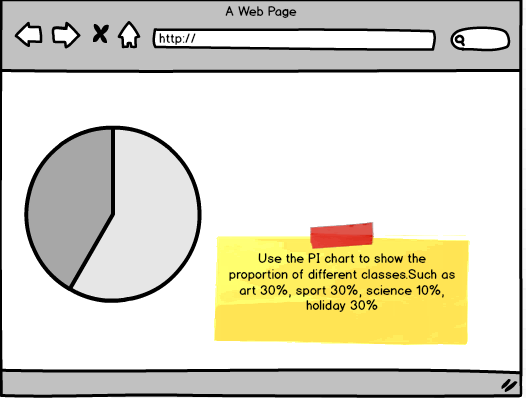 A Web Page
http://
Use the PI chart to show the
proportion of different classes.Such as
art 30%, sport 30%, science 10%,
holiday 30%